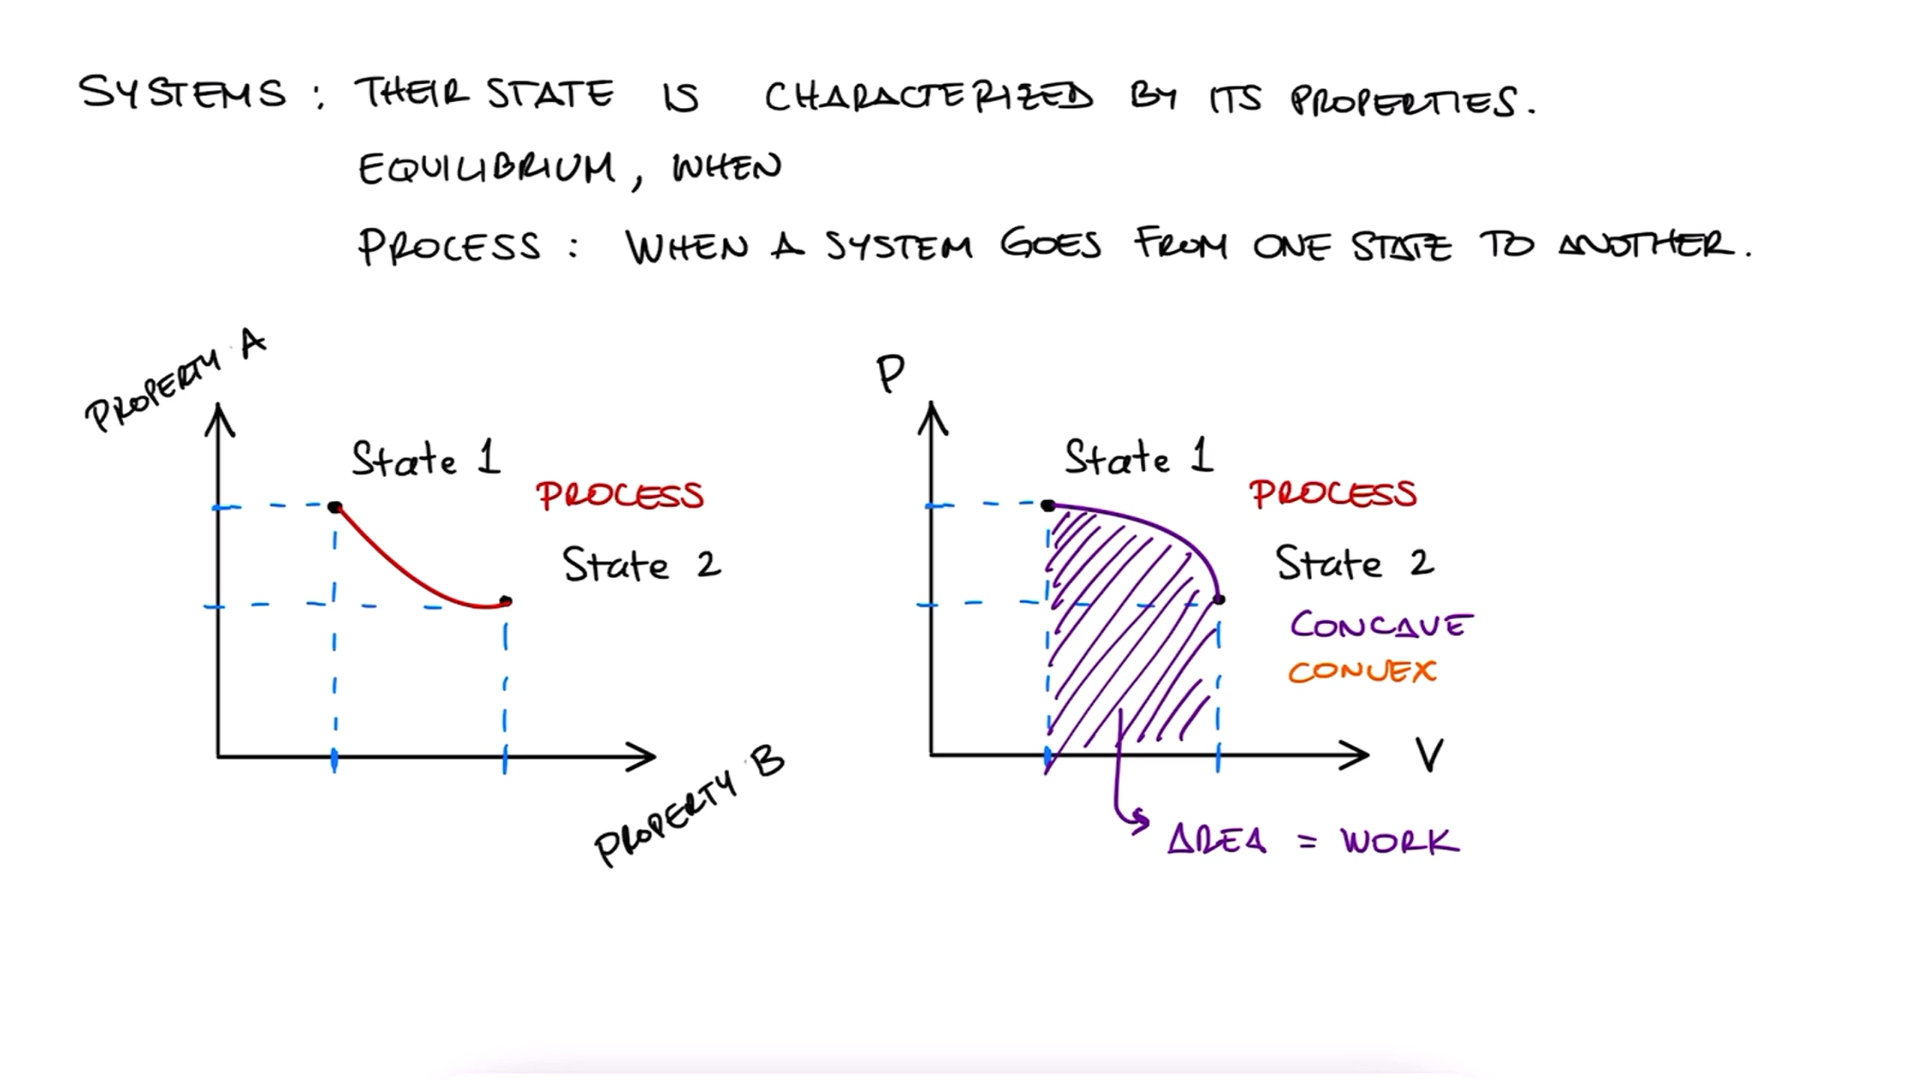 SYSTEMS : THEIR STATE IS CHARACTERIZED BY ITS PROPERTIES.
EQUILIBRIUM, WHEN
PROCESS : WHEN A SYSTEM GOES FROM ONE STATE TO ANOTHER.
PROPERTY A
State 1
PROCESS
State 2
PROPERTY B
P
State 1
PROCESS
State 2
CONCAVE
CONVEX
V
AREA = WORK